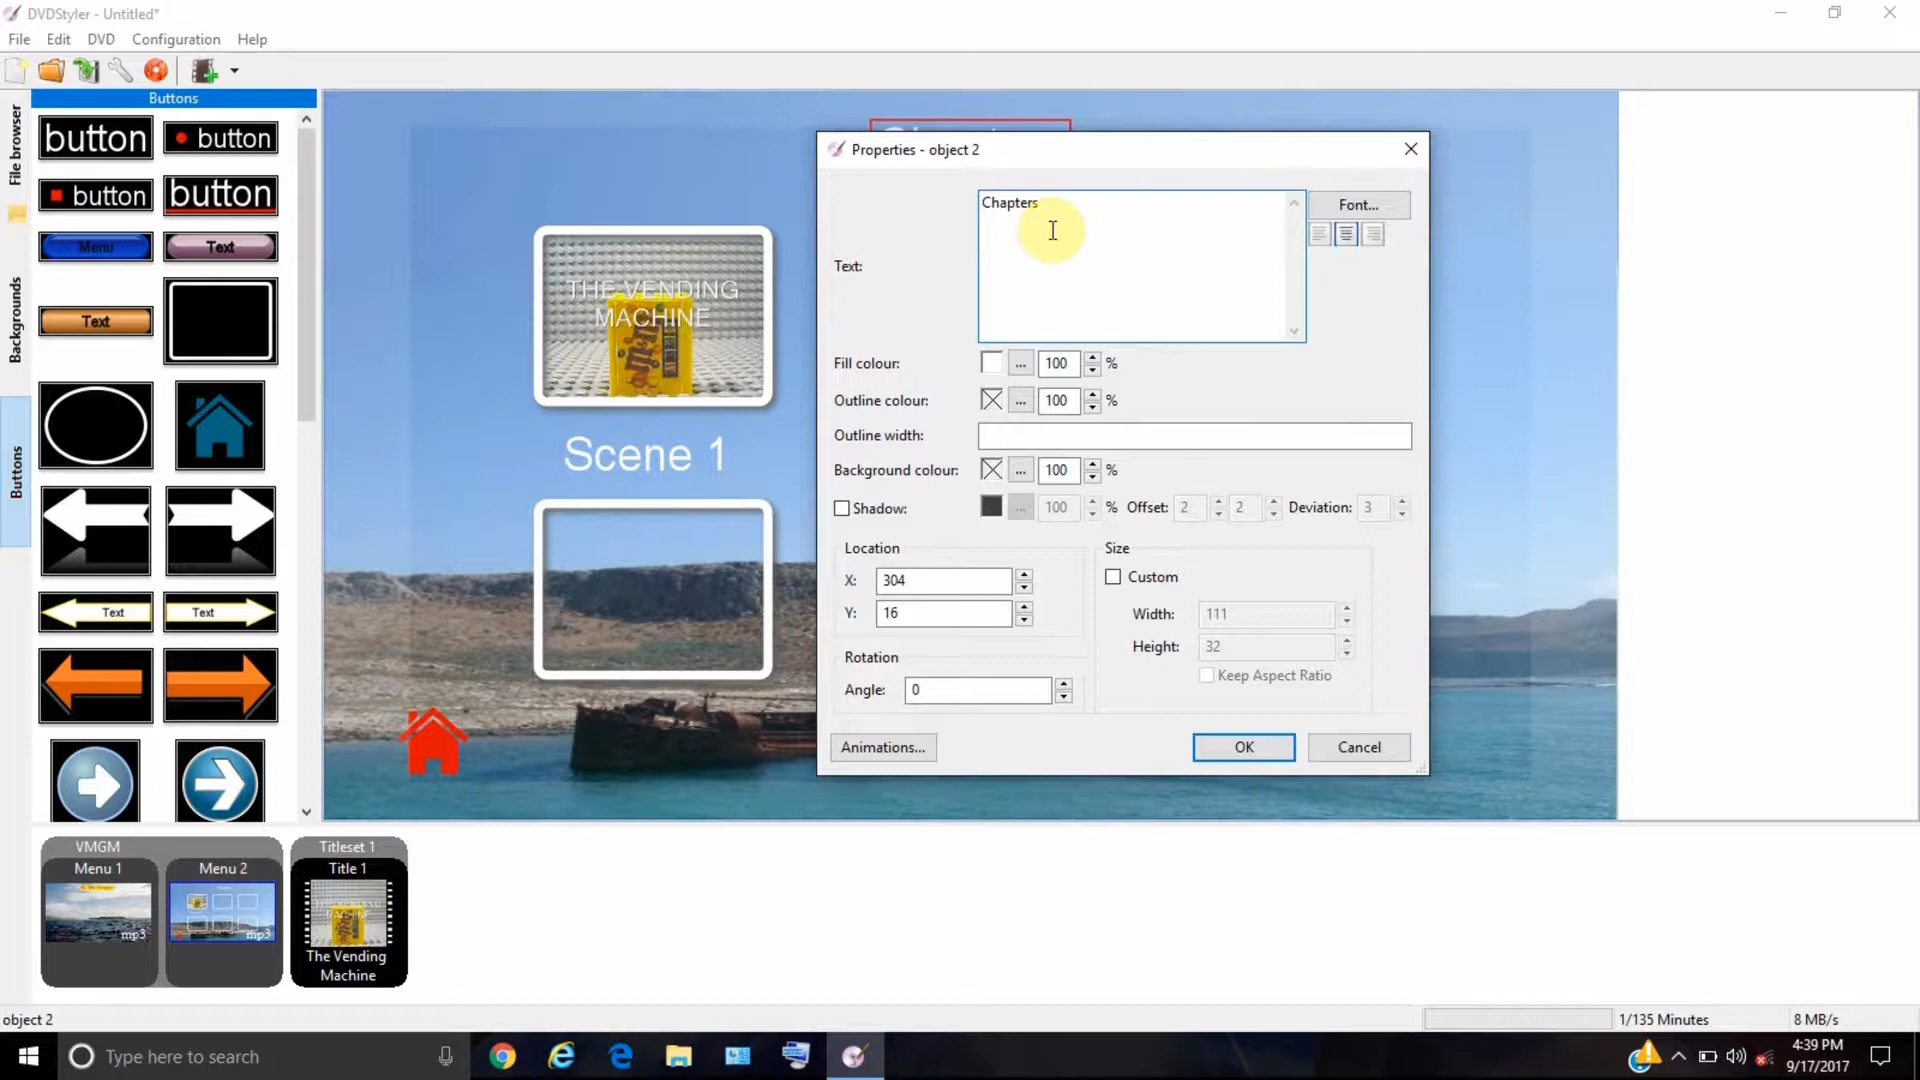 DVDStyler - Untitled*
File Edit DVD Configuration Help
Buttons
File browser
Backgrounds
Buttons
button
button
button
button
Menu
Text
Text
Text
Text
THE VENDING
MACHINE
Scene 1
Properties - object 2
Text:
Chapters
Font...
Fill colour: ... 100 %
Outline colour: ... 100 %
Outline width:
Background colour: ... 100 %
Shadow: ... 100 % Offset: 2 2 Deviation: 3
Location
X: 304
Y: 16
Rotation
Angle: 0
Size
Custom
Width: 111
Height: 32
Keep Aspect Ratio
Animations...
OK
Cancel
VMGM
Menu 1
mp3
Menu 2
mp3
Titleset 1
Title 1
The Vending
Machine
object 2
1/135 Minutes
8 MB/s
Type here to search
4:39 PM
9/17/2017